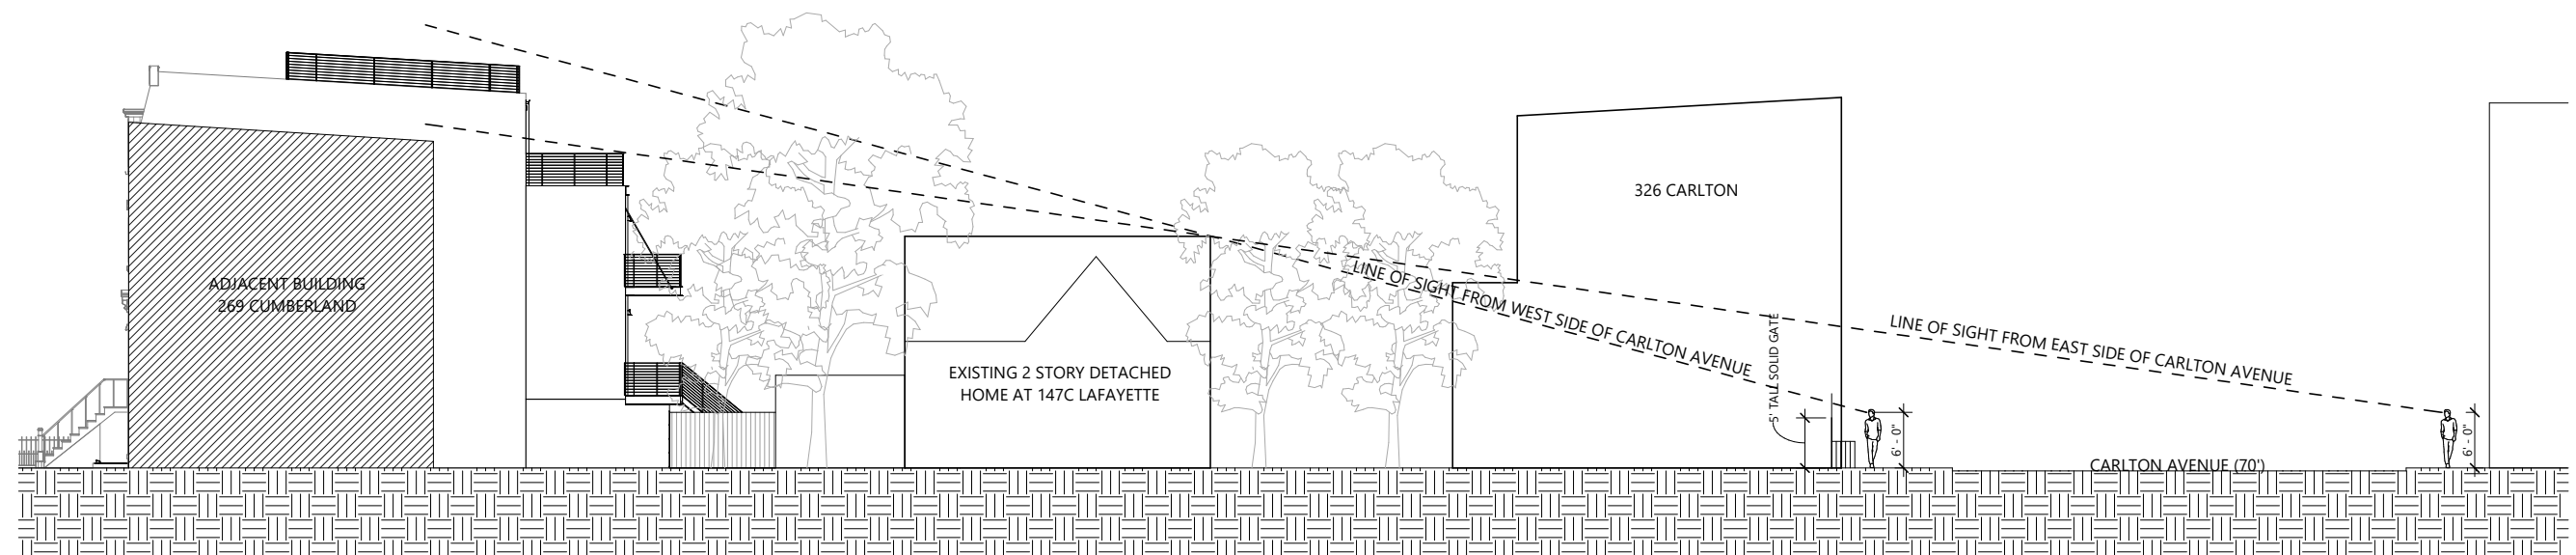 ADJACENT BUILDING
269 CUMBERLAND
EXISTING 2 STORY DETACHED
HOME AT 147C LAFAYETTE
LINE OF SIGHT FROM WEST SIDE OF CARLTON AVENUE
326 CARLTON
5' TALL SOLID GATE
LINE OF SIGHT FROM EAST SIDE OF CARLTON AVENUE
6' - 0"
6' - 0"
CARLTON AVENUE (70')